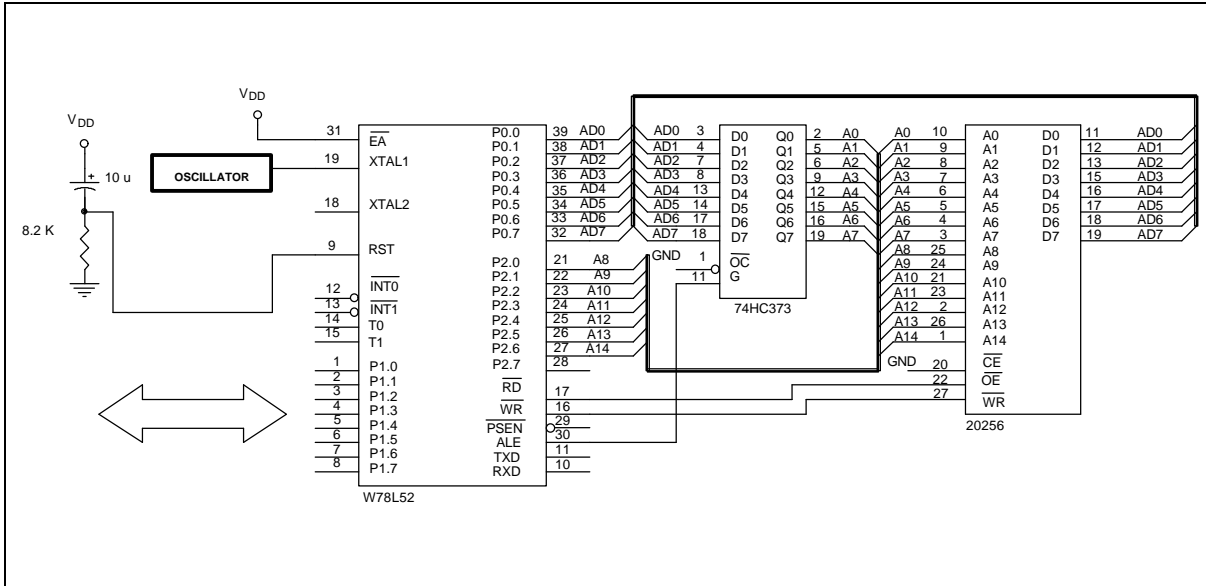 VDD
VDD
10 u
+
8.2 K
OSCILLATOR
31 EA
19 XTAL1
18 XTAL2
9 RST
12 INT0
13 INT1
14 T0
15 T1
1 P1.0
2 P1.1
3 P1.2
4 P1.3
5 P1.4
6 P1.5
7 P1.6
8 P1.7
P0.0 39 AD0
P0.1 38 AD1
P0.2 37 AD2
P0.3 36 AD3
P0.4 35 AD4
P0.5 34 AD5
P0.6 33 AD6
P0.7 32 AD7
P2.0 21 A8
P2.1 22 A9
P2.2 23 A10
P2.3 24 A11
P2.4 25 A12
P2.5 26 A13
P2.6 27 A14
P2.7 28
RD 17
WR 16
PSEN 29
ALE 30
TXD 11
RXD 10
W78L52
AD0 3 D0 Q0 2 A0
AD1 4 D1 Q1 5 A1
AD2 7 D2 Q2 6 A2
AD3 8 D3 Q3 9 A3
AD4 13 D4 Q4 12 A4
AD5 14 D5 Q5 15 A5
AD6 17 D6 Q6 16 A6
AD7 18 D7 Q7 19 A7
GND 1 OC
11 G
74HC373
A0 10 A0 D0 11 AD0
A1 9 A1 D1 12 AD1
A2 8 A2 D2 13 AD2
A3 7 A3 D3 15 AD3
A4 6 A4 D4 16 AD4
A5 5 A5 D5 17 AD5
A6 4 A6 D6 18 AD6
A7 3 A7 D7 19 AD7
A8 25 A8
A9 24 A9
A10 21 A10
A11 23 A11
A12 2 A12
A13 26 A13
A14 1 A14
GND 20 CE
22 OE
27 WR
20256